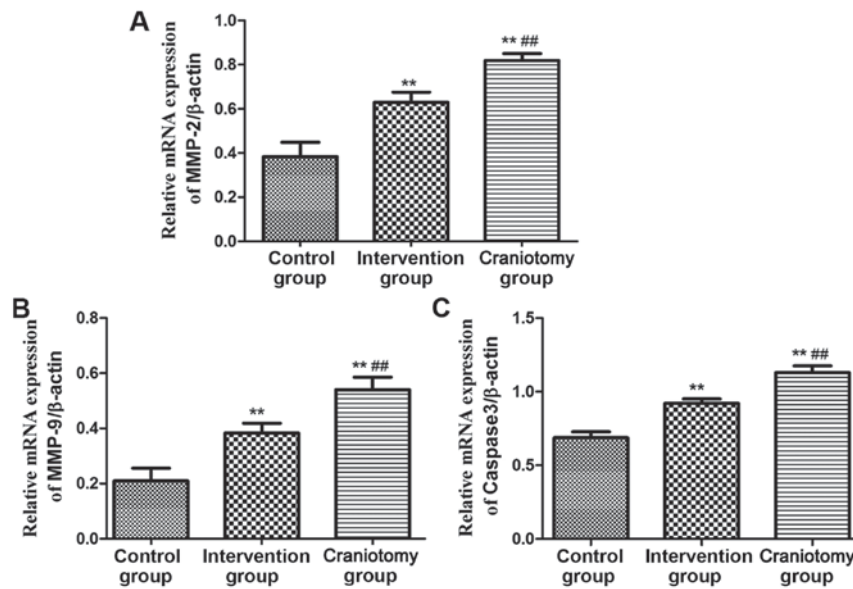 A
Relative mRNA expression
of MMP-2/β-actin
1.0
0.8
0.6
0.4
0.2
0.0
**
** ##
Control
group
Intervention
group
Craniotomy
group
B
Relative mRNA expression
of MMP-9/β-actin
0.8
0.6
0.4
0.2
0.0
**
** ##
Control
group
Intervention
group
Craniotomy
group
C
Relative mRNA expression
of Caspase3/β-actin
1.5
1.0
0.5
0.0
**
** ##
Control
group
Intervention
group
Craniotomy
group